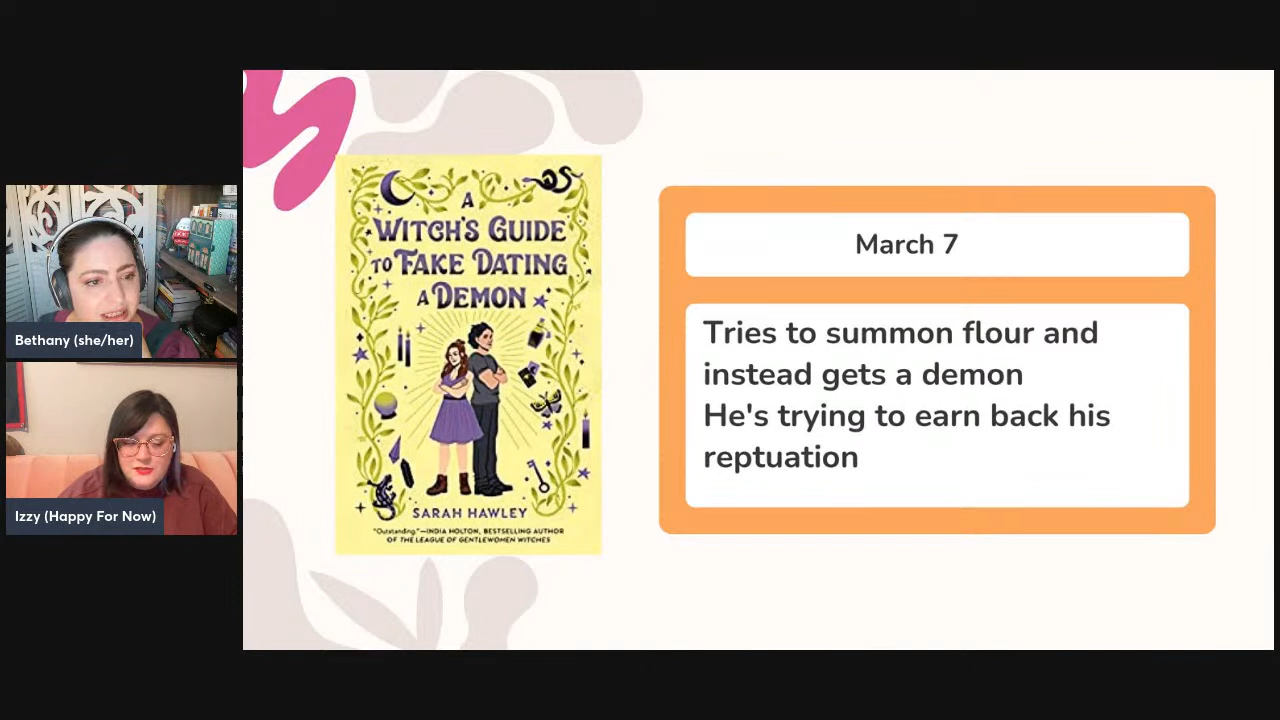 Bethany (she/her)
Izzy (Happy For Now)
A
WITCH'S GUIDE
TO FAKE DATING
A DEMON
SARAH HAWLEY
"Outstanding."—INDIA HOLTON, BESTSELLING AUTHOR
OF THE LEAGUE OF GENTLEWOMEN WITCHES
March 7
Tries to summon flour and
instead gets a demon
He's trying to earn back his
reptuation